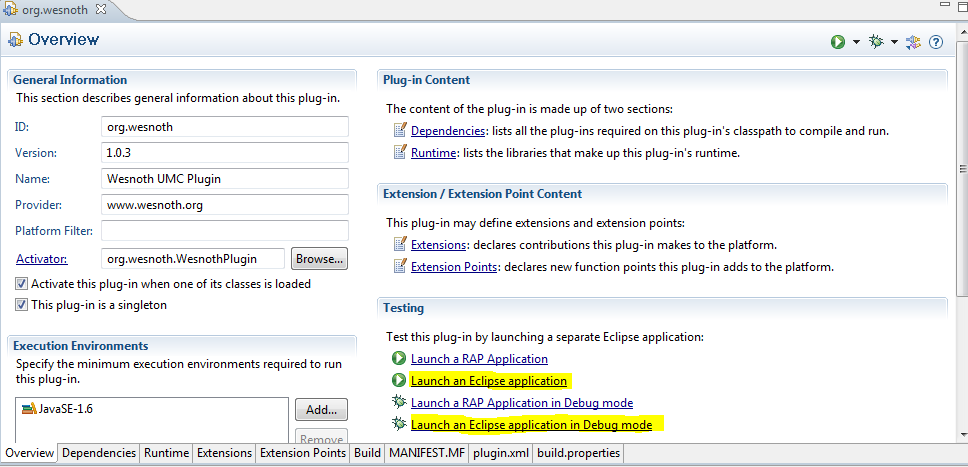 org.wesnoth
Overview
General Information
This section describes general information about this plug-in.
ID: org.wesnoth
Version: 1.0.3
Name: Wesnoth UMC Plugin
Provider: www.wesnoth.org
Platform Filter:
Activator: org.wesnoth.WesnothPlugin Browse...
Activate this plug-in when one of its classes is loaded
This plug-in is a singleton
Execution Environments
Specify the minimum execution environments required to run
this plug-in.
JavaSE-1.6
Add...
Remove
Plug-in Content
The content of the plug-in is made up of two sections:
Dependencies: lists all the plug-ins required on this plug-in's classpath to compile and run.
Runtime: lists the libraries that make up this plug-in's runtime.
Extension / Extension Point Content
This plug-in may define extensions and extension points:
Extensions: declares contributions this plug-in makes to the platform.
Extension Points: declares new function points this plug-in adds to the platform.
Testing
Test this plug-in by launching a separate Eclipse application:
Launch a RAP Application
Launch an Eclipse application
Launch a RAP Application in Debug mode
Launch an Eclipse application in Debug mode
Overview Dependencies Runtime Extensions Extension Points Build MANIFEST.MF plugin.xml build.properties